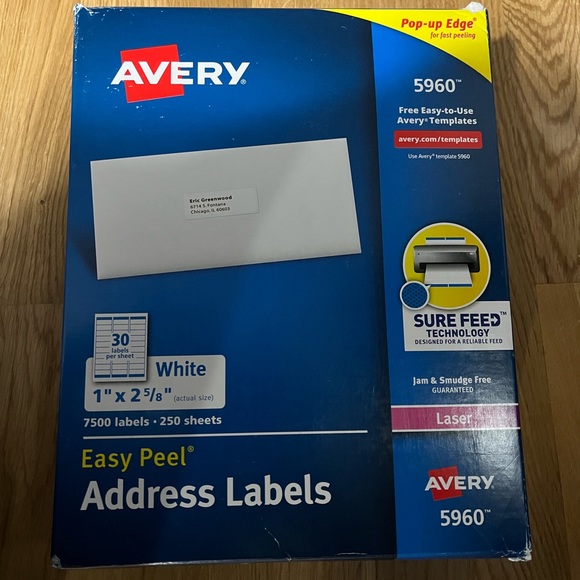 Pop-up Edge®
for fast peeling
AVERY®
5960™
Free Easy-to-Use
Avery® Templates
avery.com/templates
Use Avery® template 5960
Eric Greenwood
6714 S. Fontana
Chicago, IL 60603
SURE FEED™
TECHNOLOGY
DESIGNED FOR A RELIABLE FEED
30
labels
per sheet
White
1" x 2 5/8" (actual size)
7500 labels • 250 sheets
Jam & Smudge Free
GUARANTEED
Laser
Easy Peel®
Address Labels
AVERY®
5960™